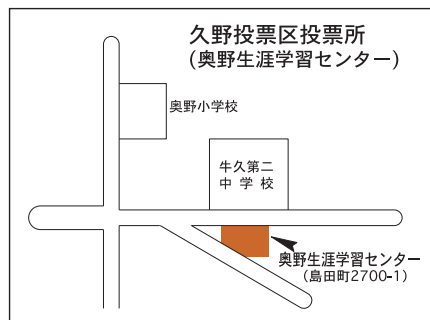 久野投票区投票所
(奥野生涯学習センター)
奥野小学校
牛久第二
中学校
奥野生涯学習センター
（島田町2700-1）